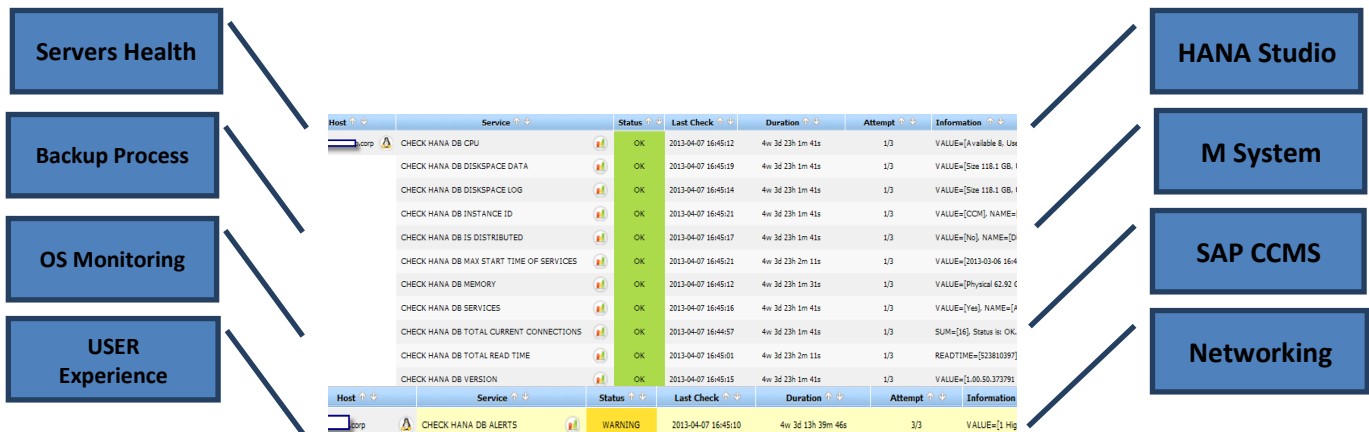 Servers Health
Backup Process
OS Monitoring
USER
Experience
HANA Studio
M System
SAP CCMS
Networking
Host Service Status Last Check Duration Attempt Information
p.corp CHECK HANA DB CPU OK 2013-04-07 16:45:12 4w 3d 23h 1m 41s 1/3 VALUE=[Available 8, Use
CHECK HANA DB DISKSPACE DATA OK 2013-04-07 16:45:19 4w 3d 23h 1m 41s 1/3 VALUE=[Size 118.1 GB,
CHECK HANA DB DISKSPACE LOG OK 2013-04-07 16:45:14 4w 3d 23h 1m 41s 1/3 VALUE=[Size 118.1 GB,
CHECK HANA DB INSTANCE ID OK 2013-04-07 16:45:21 4w 3d 23h 1m 41s 1/3 VALUE=[CCM], NAME=
CHECK HANA DB IS DISTRIBUTED OK 2013-04-07 16:45:17 4w 3d 23h 1m 41s 1/3 VALUE=[No], NAME=[D
CHECK HANA DB MAX START TIME OF SERVICES OK 2013-04-07 16:45:21 4w 3d 23h 2m 11s 1/3 VALUE=[2013-03-06 16:4
CHECK HANA DB MEMORY OK 2013-04-07 16:45:12 4w 3d 23h 1m 31s 1/3 VALUE=[Physical 62.92 G
CHECK HANA DB SERVICES OK 2013-04-07 16:45:16 4w 3d 23h 1m 41s 1/3 VALUE=[Yes], NAME=[A
CHECK HANA DB TOTAL CURRENT CONNECTIONS OK 2013-04-07 16:44:57 4w 3d 23h 1m 41s 1/3 SUM=[16], Status is: OK.
CHECK HANA DB TOTAL READ TIME OK 2013-04-07 16:45:01 4w 3d 23h 2m 11s 1/3 READTIME=[523810397]
CHECK HANA DB VERSION OK 2013-04-07 16:45:15 4w 3d 23h 1m 41s 1/3 VALUE=[1.00.50.373791
Host Service Status Last Check Duration Attempt Information
corp CHECK HANA DB ALERTS WARNING 2013-04-07 16:45:10 4w 3d 13h 39m 46s 3/3 VALUE=[1 Hig